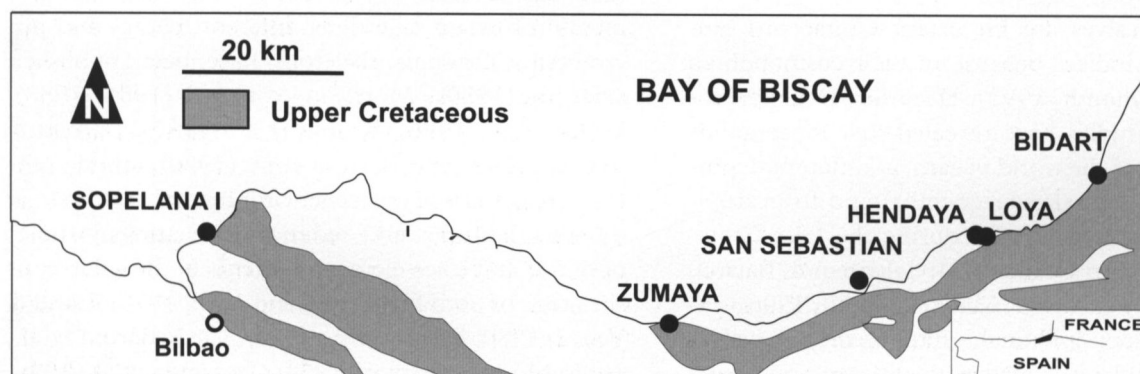 20 km
N
BAY OF BISCAY
Upper Cretaceous
BIDART
SOPELANA I
HENDAYA
LOYA
SAN SEBASTIAN
ZUMAYA
FRANCE
Bilbao
SPAIN